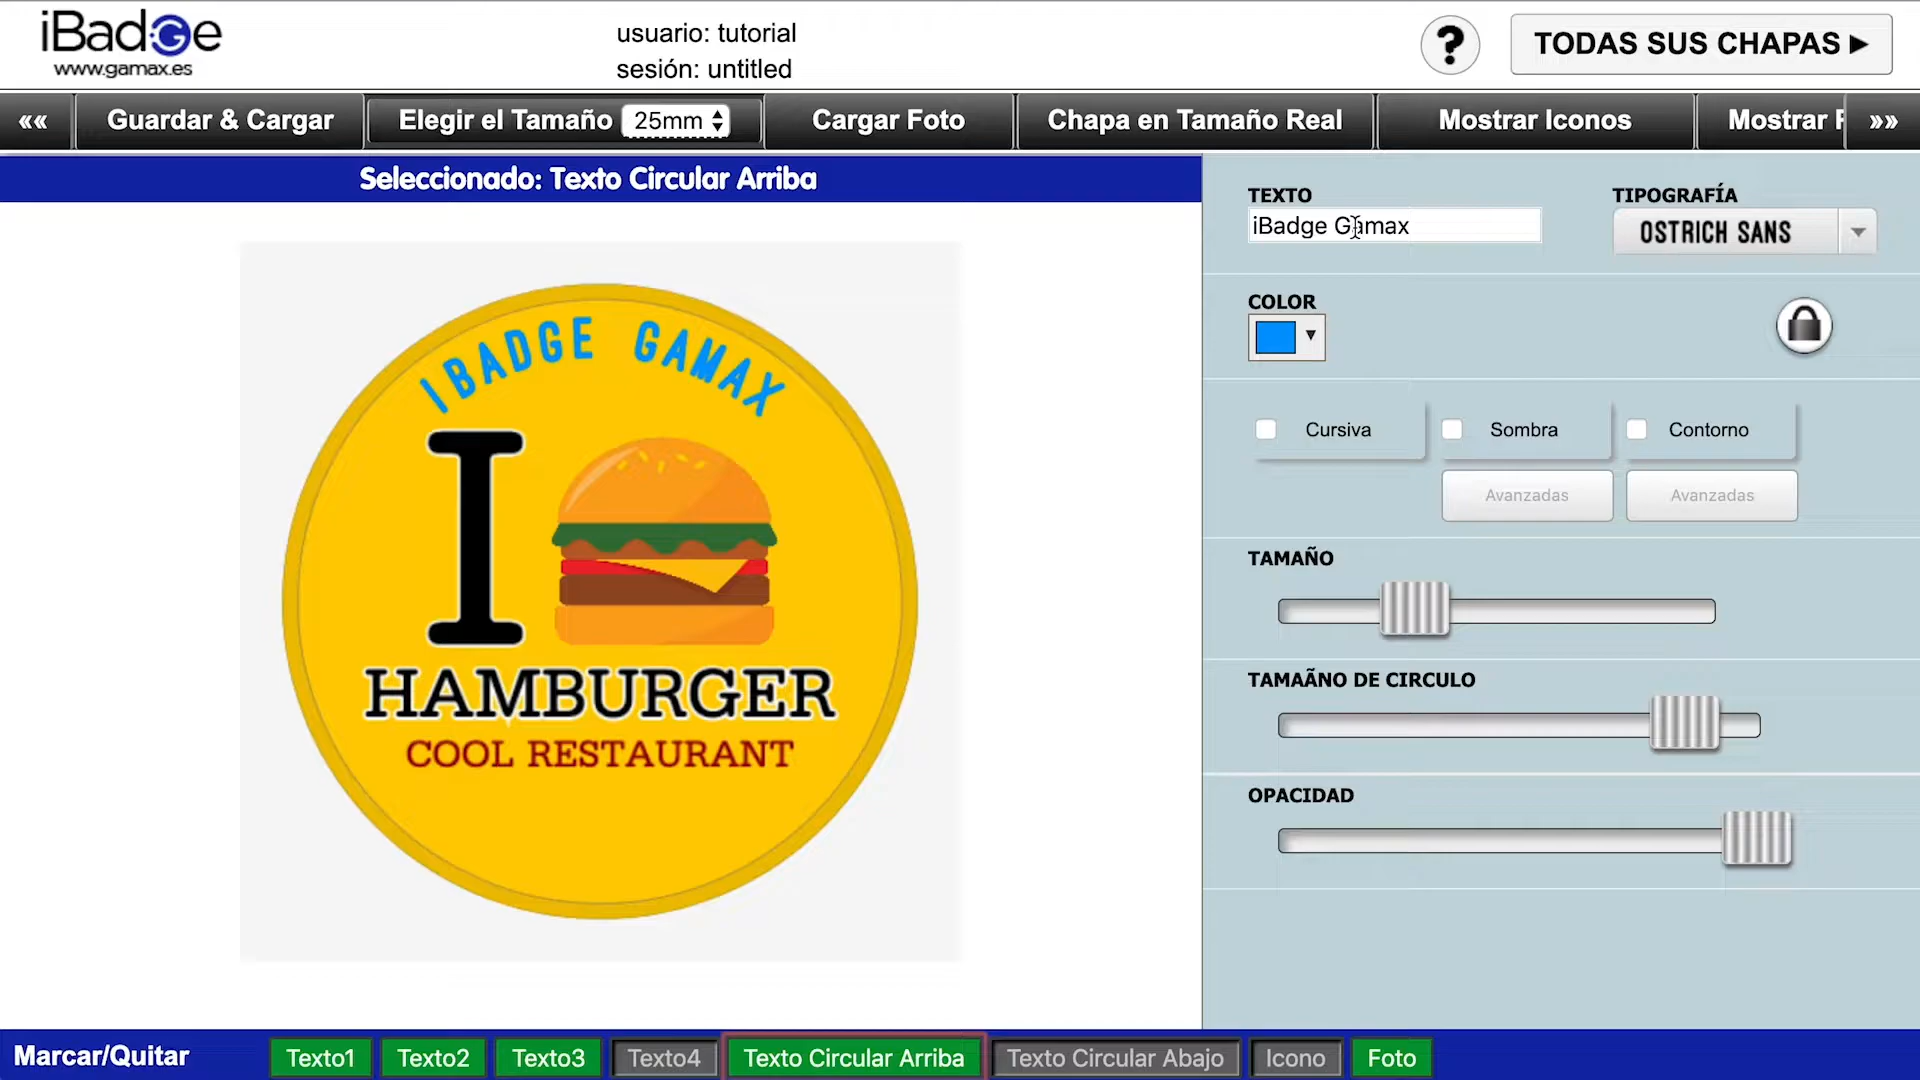 iBadGe
www.gamax.es
usuario: tutorial
sesión: untitled
?
TODAS SUS CHAPAS ►
«« Guardar & Cargar Elegir el Tamaño 25mm Cargar Foto Chapa en Tamaño Real Mostrar Iconos Mostrar F »»
Seleccionado: Texto Circular Arriba
IBADGE GAMAX
I
HAMBURGER
COOL RESTAURANT
TEXTO
iBadge Gamax
TIPOGRAFÍA
OSTRICH SANS
COLOR
Cursiva Sombra Contorno
Avanzadas Avanzadas
TAMAÑO
TAMAÃNO DE CIRCULO
OPACIDAD
Marcar/Quitar Texto1 Texto2 Texto3 Texto4 Texto Circular Arriba Texto Circular Abajo Icono Foto